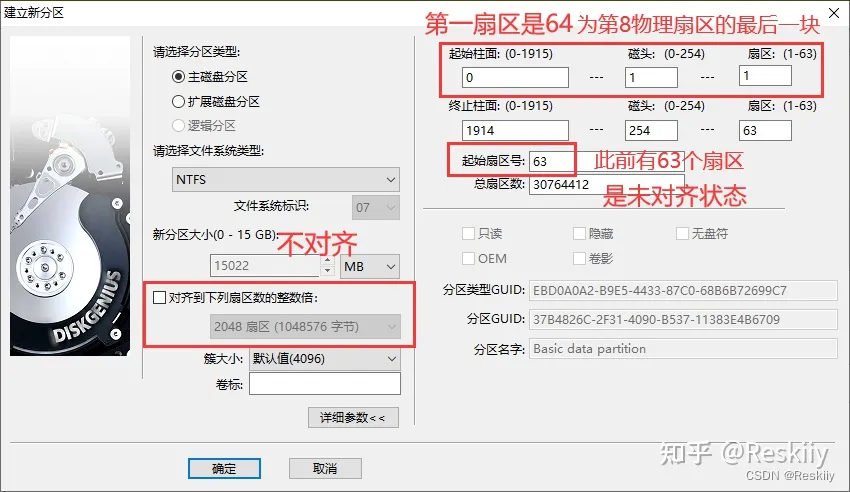 建立新分区
第一扇区是64 为第8物理扇区的最后一块
请选择分区类型:
主磁盘分区
扩展磁盘分区
逻辑分区
请选择文件系统类型:
NTFS
文件系统标识: 07
新分区大小(0 - 15 GB):
不对齐
15022 MB
对齐到下列扇区数的整数倍:
2048 扇区 (1048576 字节)
簇大小: 默认值(4096)
卷标:
详细参数<<
起始柱面: (0-1915) 磁头: (0-254) 扇区: (1-63)
0 --- 1 --- 1
终止柱面: (0-1915) 磁头: (0-254) 扇区: (1-63)
1914 --- 254 --- 63
起始扇区号: 63 此前有63个扇区
总扇区数: 30764412
是未对齐状态
只读 隐藏 无盘符
OEM 卷影
分区类型GUID: EBD0A0A2-B9E5-4433-87C0-68B6B72699C7
分区GUID: 37B4826C-2F31-4090-B537-11383E4B6709
分区名字: Basic data partition
DISKGENIUS
确定 取消
知乎 @Reskiiy
CSDN @Reskiiy